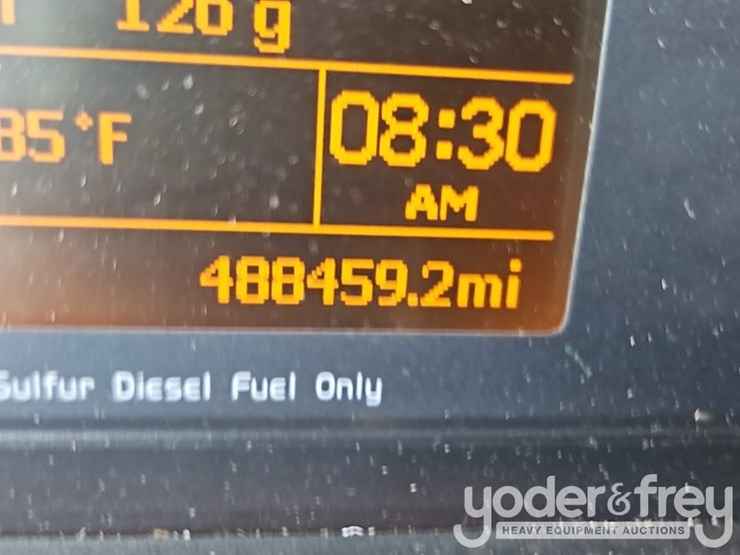 126 g
85°F
08:30
AM
488459.2mi
Sulfur Diesel Fuel Only
yoder&frey
HEAVY EQUIPMENT AUCTIONS